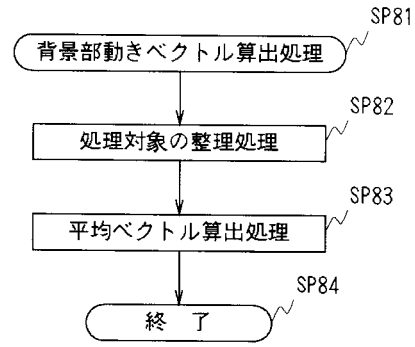 SP81
背景部動きベクトル算出処理
SP82
処理対象の整理処理
SP83
平均ベクトル算出処理
SP84
終　了